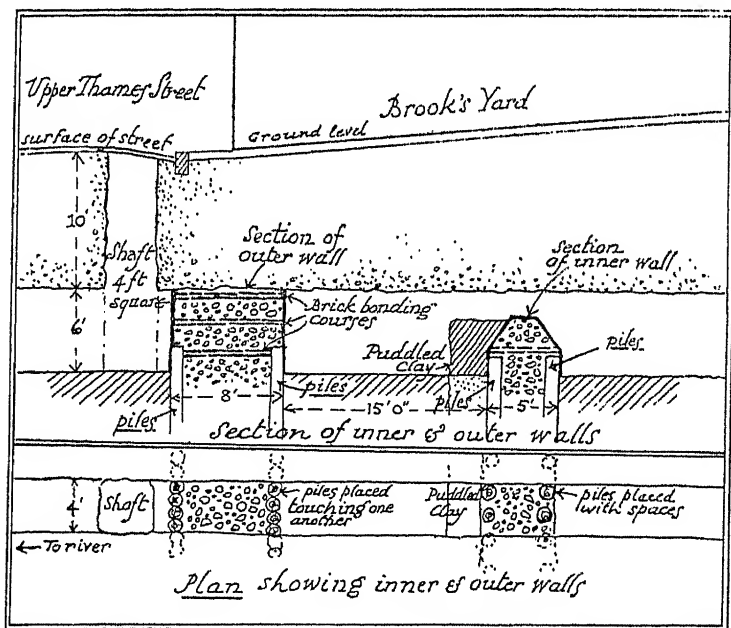 Upper Thames Street
Brook's Yard
surface of street
Ground level
10'
Shaft
4 ft
square
6'
Section of
outer wall
section
of inner wall
Brick bonding
courses
Puddled
clay
piles
piles
piles
piles
8'
15' 0"
5'
Section of inner & outer walls
4'
Shaft
piles placed
touching one
another
Puddled
Clay
piles placed
with spaces
← To river
Plan showing inner & outer walls